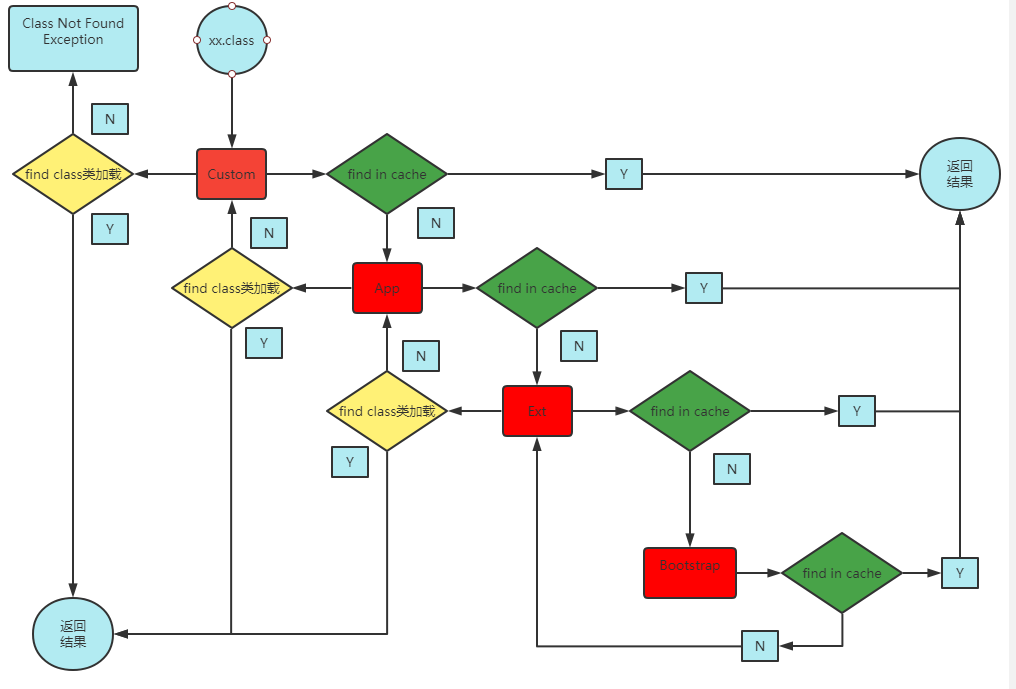 Class Not Found
Exception
xx.class
N
find class类加载
Custom
find in cache
Y
返回
结果
Y
N
N
find class类加载
App
find in cache
Y
Y
N
N
find class类加载
Ext
find in cache
Y
Y
N
Bootstrap
find in cache
Y
返回
结果
N